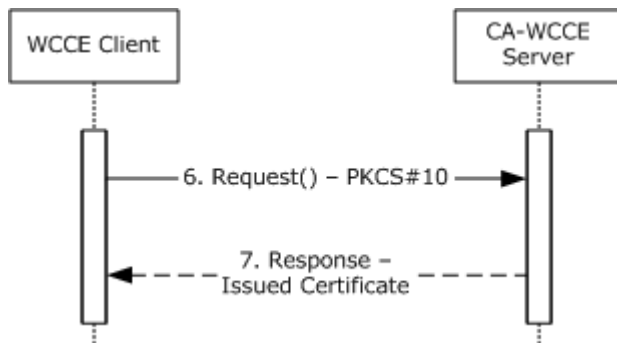 WCCE Client
CA-WCCE
Server
6. Request() – PKCS#10
7. Response –
Issued Certificate